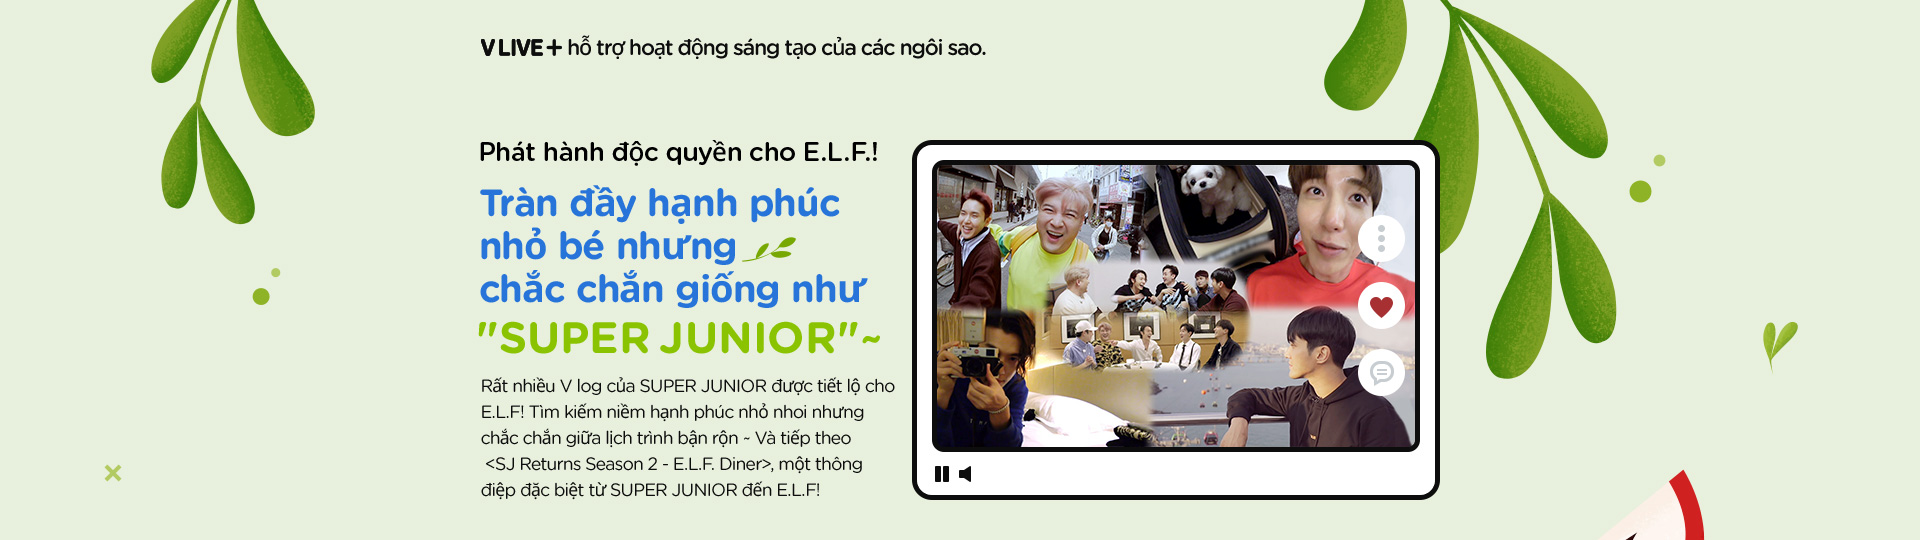 V LIVE+ hỗ trợ hoạt động sáng tạo của các ngôi sao.
Phát hành độc quyền cho E.L.F.!
Tràn đầy hạnh phúc
nhỏ bé nhưng
chắc chắn giống như
"SUPER JUNIOR"~
Rất nhiều V log của SUPER JUNIOR được tiết lộ cho
E.L.F! Tìm kiếm niềm hạnh phúc nhỏ nhoi nhưng
chắc chắn giữa lịch trình bận rộn ~ Và tiếp theo
<SJ Returns Season 2 - E.L.F. Diner>, một thông
điệp đặc biệt từ SUPER JUNIOR đến E.L.F!